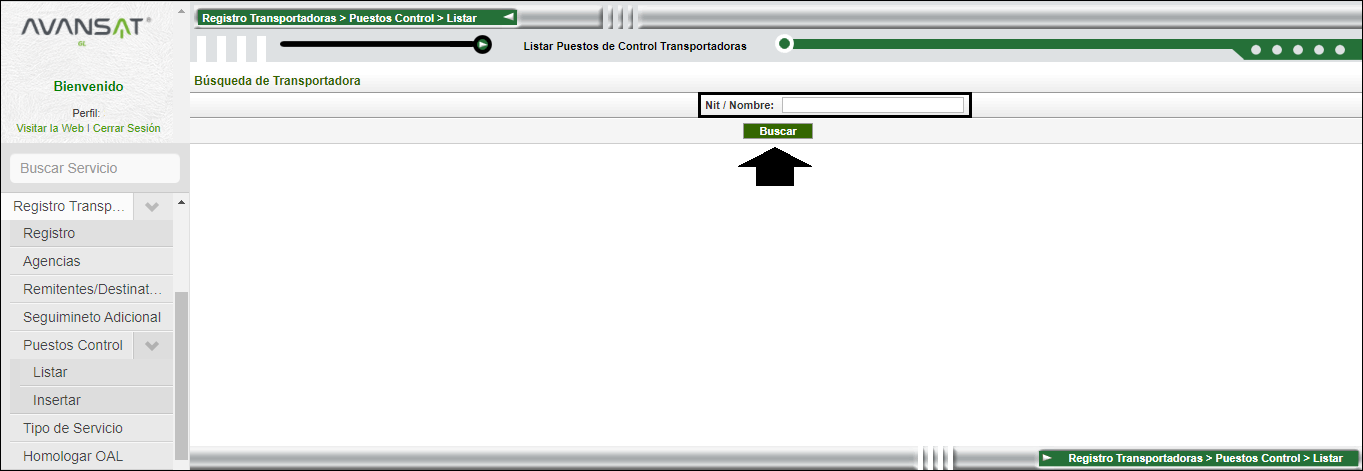 AVANSAT
GL
Bienvenido
Perfil:
Visitar la Web | Cerrar Sesión
Buscar Servicio
Registro Transp...
Registro
Agencias
Remitentes/Destinat...
Seguimineto Adicional
Puestos Control
Listar
Insertar
Tipo de Servicio
Homologar OAL
Registro Transportadoras > Puestos Control > Listar
Listar Puestos de Control Transportadoras
Búsqueda de Transportadora
Nit / Nombre:
Buscar
Registro Transportadoras > Puestos Control > Listar